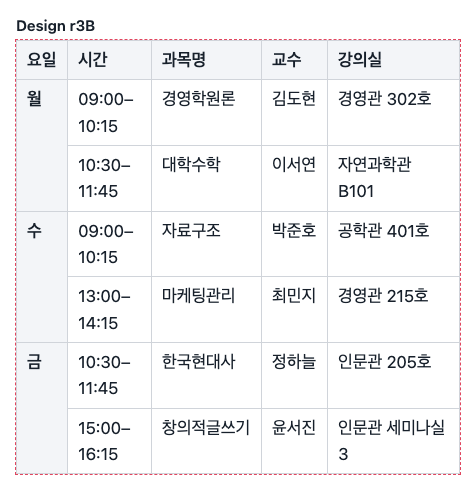 Design r3B
요일 시간 과목명 교수 강의실
월 09:00– 경영학원론 김도현 경영관 302호
10:15
10:30– 대학수학 이서연 자연과학관
11:45 B101
수 09:00– 자료구조 박준호 공학관 401호
10:15
13:00– 마케팅관리 최민지 경영관 215호
14:15
금 10:30– 한국현대사 정하늘 인문관 205호
11:45
15:00– 창의적글쓰기 윤서진 인문관 세미나실
16:15 3